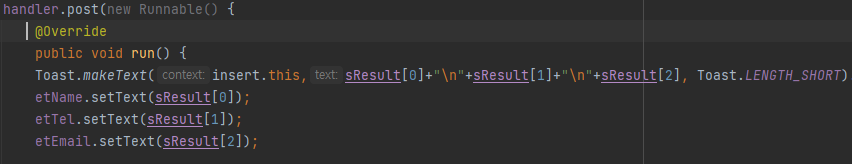 handler.post(new Runnable() {
@Override
public void run() {
Toast.makeText( context: insert.this, text: sResult[0]+"\n"+sResult[1]+"\n"+sResult[2], Toast.LENGTH_SHORT)
etName.setText(sResult[0]);
etTel.setText(sResult[1]);
etEmail.setText(sResult[2]);